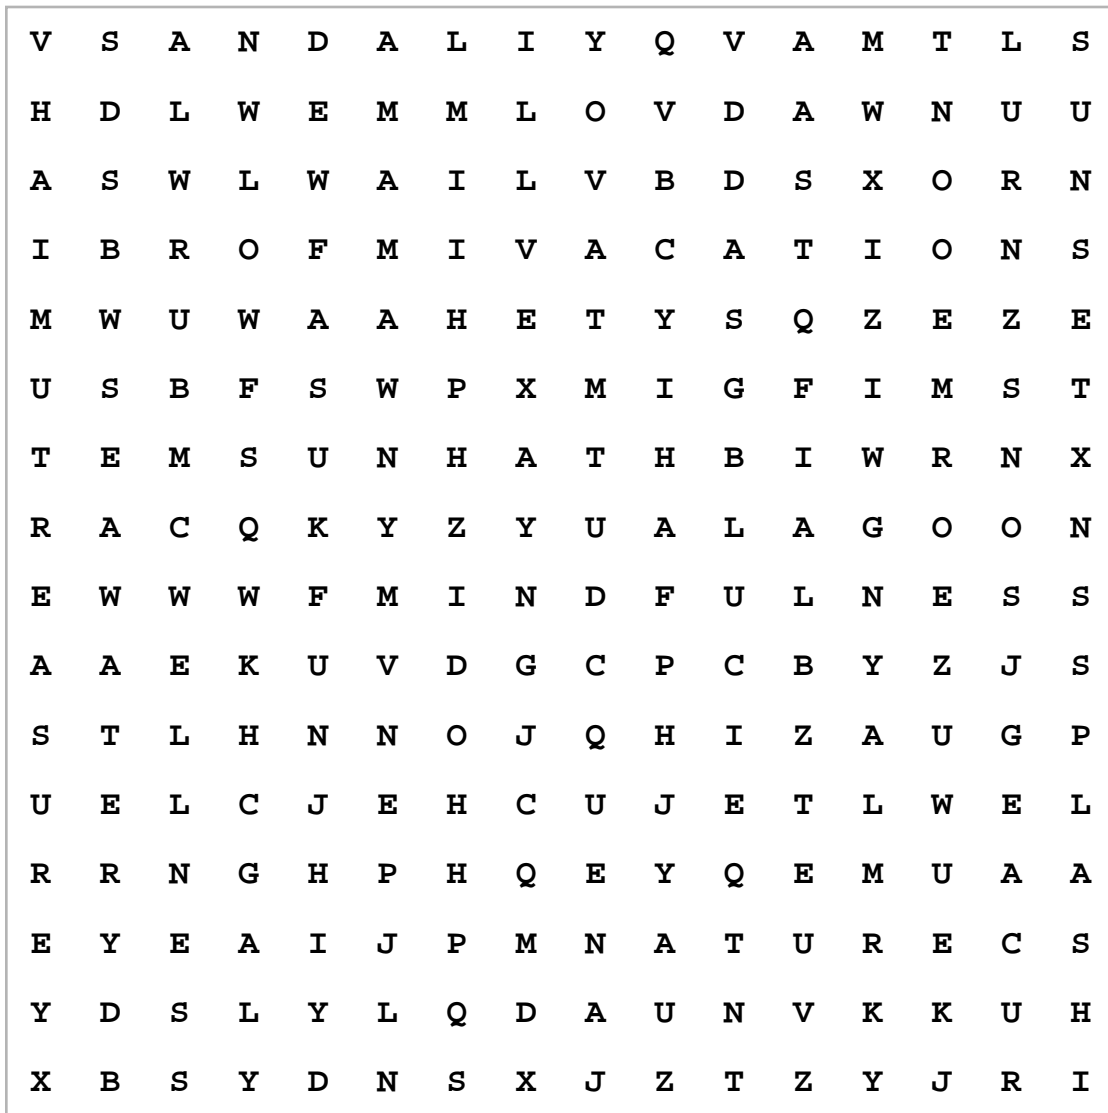 V S A N D A L I Y Q V A M T L S
H D L W E M M L O V D A W N U U
A S W L W A I L V B D S X O R N
I B R O F M I V A C A T I O N S
M W U W A A H E T Y S Q Z E Z E
U S B F S W P X M I G F I M S T
T E M S U N H A T H B I W R N X
R A C Q K Y Z Y U A L A G O O N
E W W W F M I N D F U L N E S S
A A E K U V D G C P C B Y Z J S
S T L H N N O J Q H I Z A U G P
U E L C J E H C U J E T L W E L
R R N G H P H Q E Y Q E M U A A
E Y E A I J P M N A T U R E C S
Y D S L Y L Q D A U N V K K U H
X B S Y D N S X J Z T Z Y J R I